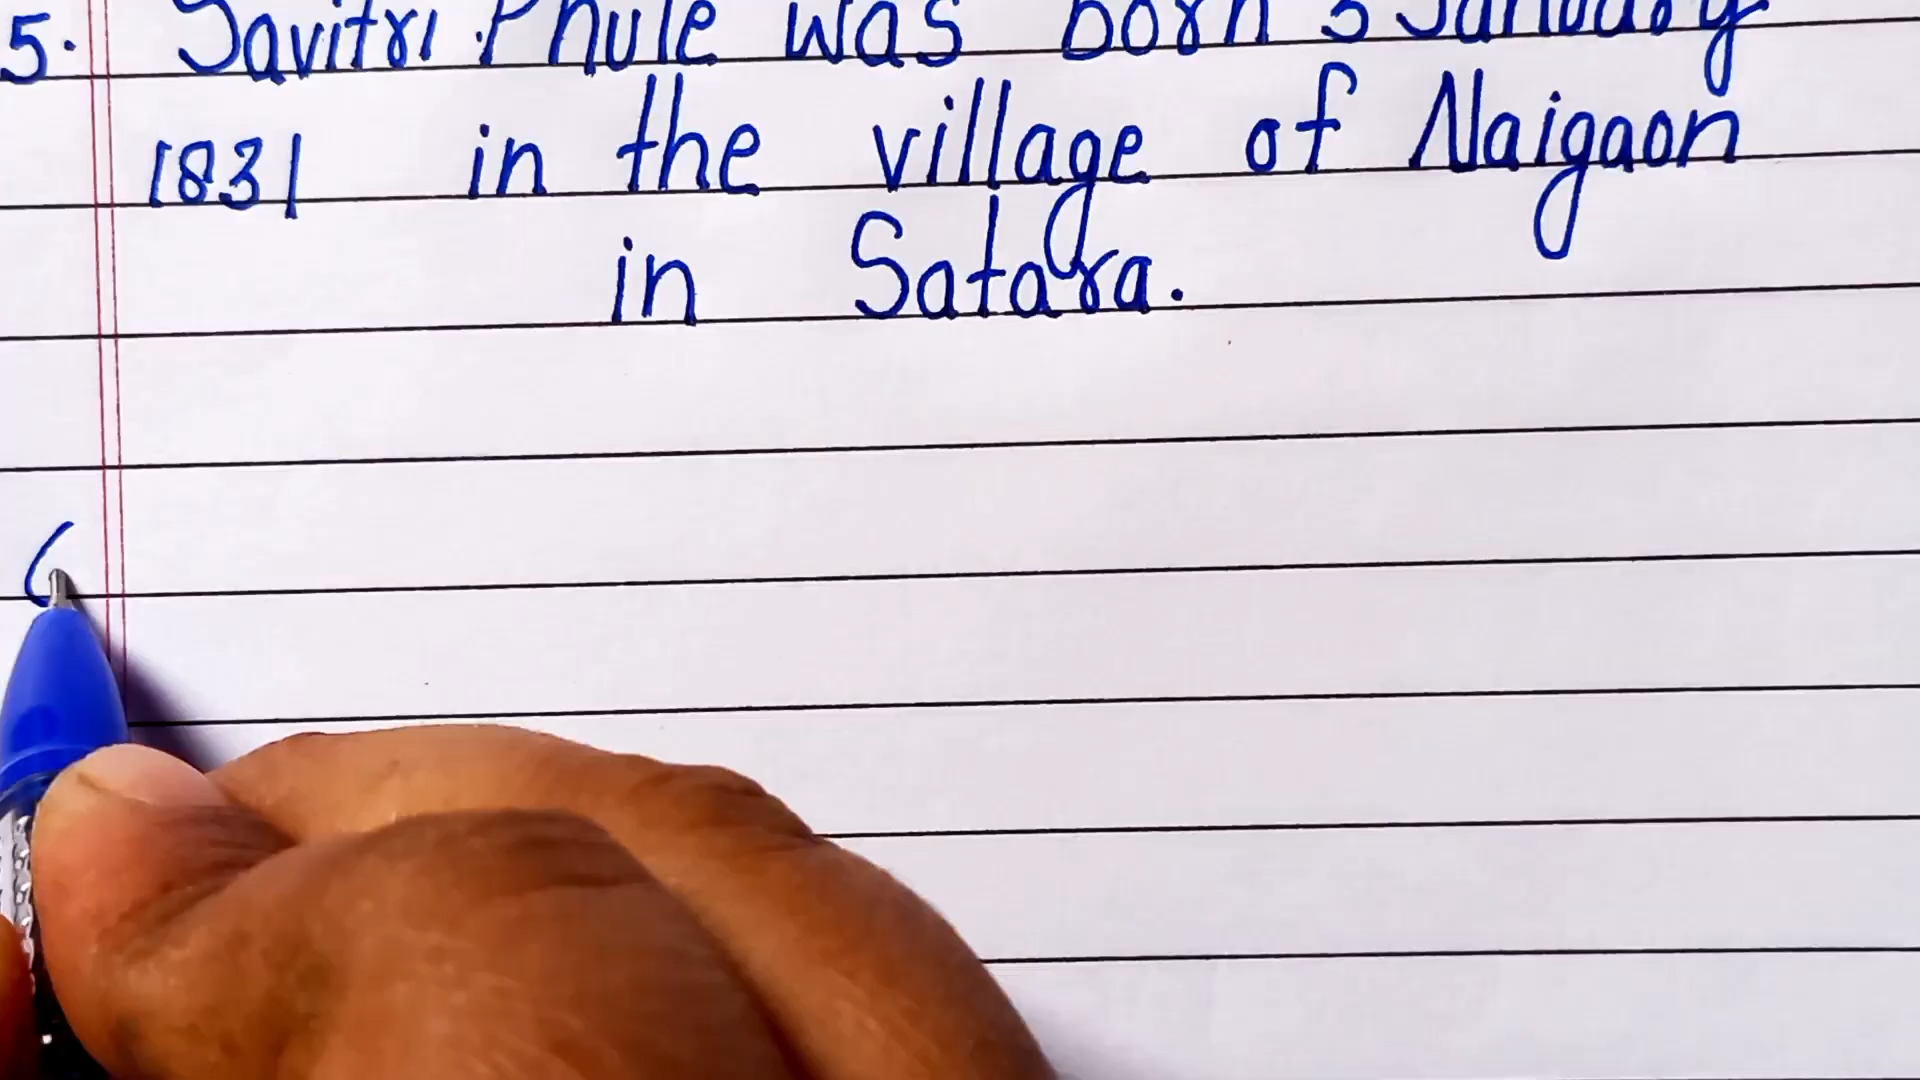 5. Savitri Phule was born 3 January
1831 in the village of Naigaon
in Satara.
6